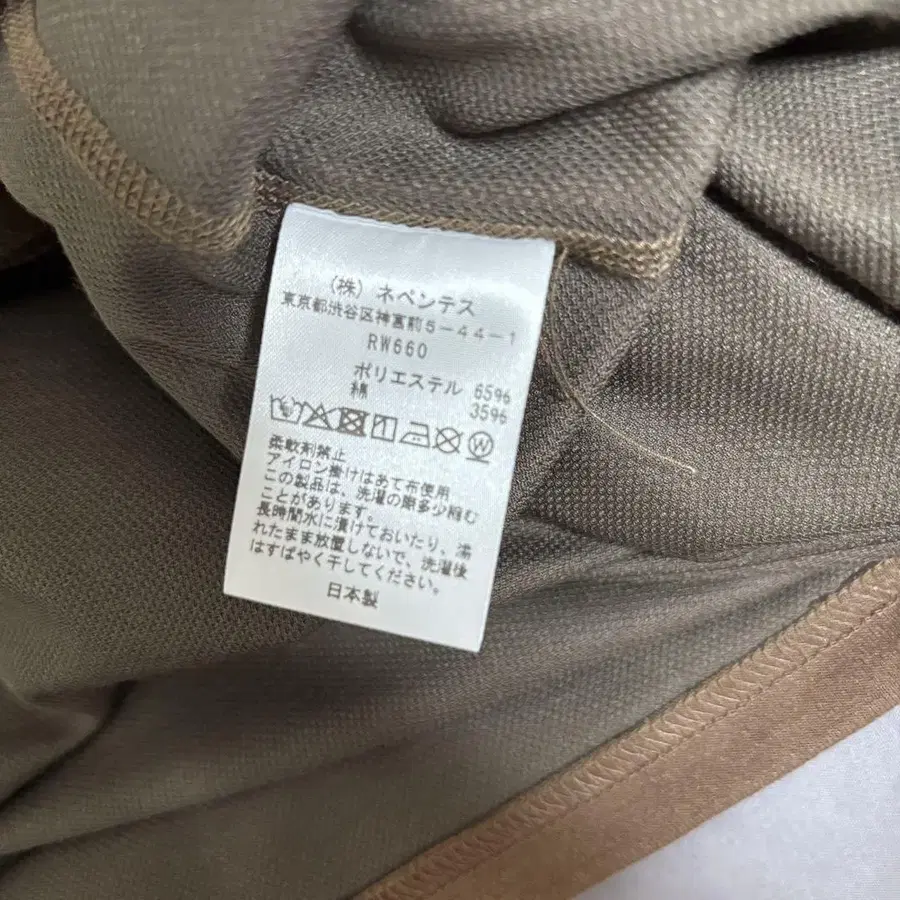 （株）ネペンテス
東京都渋谷区神宮前５－４４－１
RW660
ポリエステル 65%
綿 35%
柔軟剤禁止
アイロン掛けはあて布使用
この製品は、洗濯の際多少縮む
ことがあります。
長時間水に漬けておいたり、濡
れたまま放置しないで、洗濯後
はすばやく干してください。
日本製